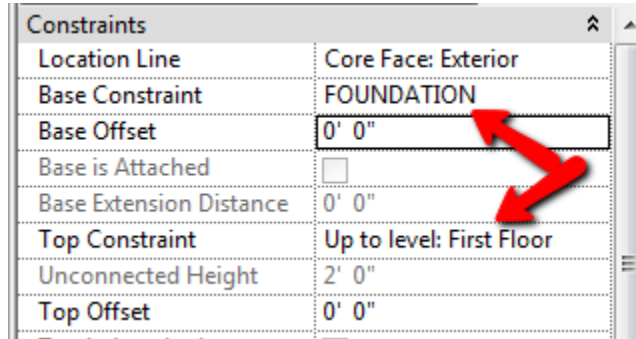 Constraints
Location Line Core Face: Exterior
Base Constraint FOUNDATION
Base Offset 0' 0"
Base is Attached
Base Extension Distance 0' 0"
Top Constraint Up to level: First Floor
Unconnected Height 2' 0"
Top Offset 0' 0"